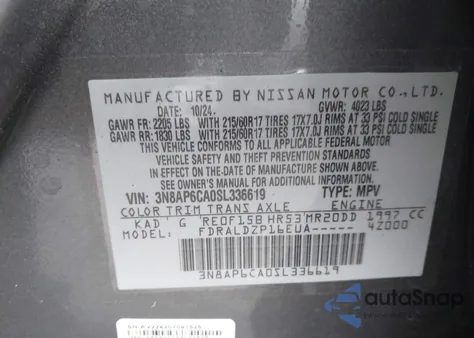 MANUFACTURED BY NISSAN MOTOR CO., LTD.
DATE: 10/24. GVWR: 4023 LBS
GAWR FR: 2205 LBS WITH 215/60R17 TIRES 17X7.0J RIMS AT 33 PSI COLD SINGLE
GAWR RR: 1830 LBS WITH 215/60R17 TIRES 17X7.0J RIMS AT 33 PSI COLD SINGLE
THIS VEHICLE CONFORMS TO ALL APPLICABLE FEDERAL MOTOR
VEHICLE SAFETY STANDARDS IN EFFECT
ON THE DATE OF MANUFACTURE SHOWN ABOVE.
SEE OWNER'S MANUAL FOR ADDITIONAL INFORMATION
VIN: 3N8AP6CA0SL336619 TYPE: MPV
COLOR TRIM TRANS AXLE ENGINE
KAD G RE0F15B HR53 MR20DD 1997 CC
MODEL: FDRALDZP16EUA----- 42000
3N8AP6CA0SL336619
autoSnap